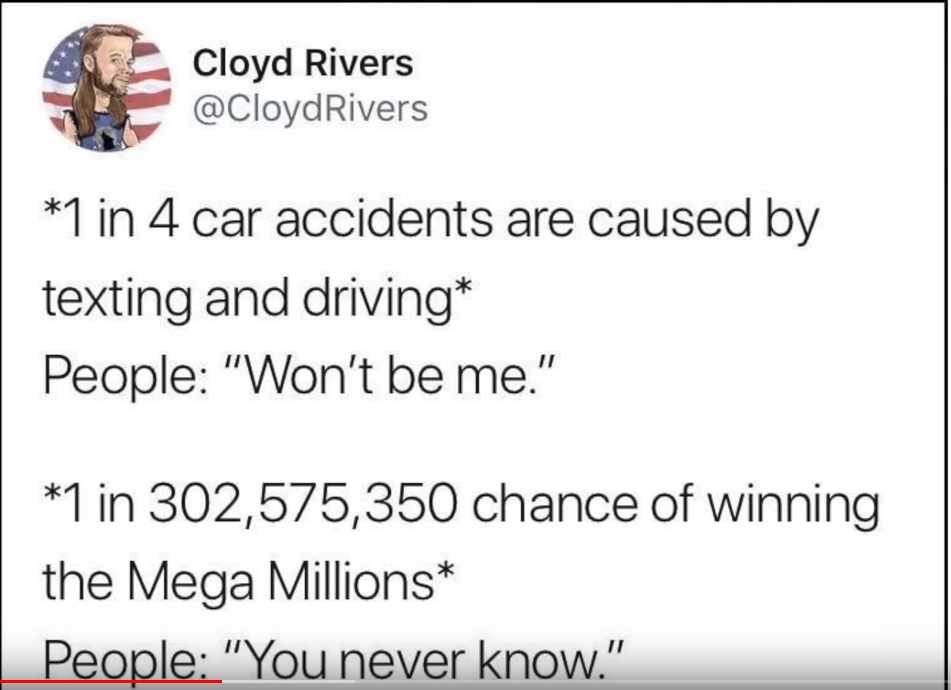 Cloyd Rivers
@CloydRivers
*1 in 4 car accidents are caused by
texting and driving*
People: “Won’t be me.”
*1 in 302,575,350 chance of winning
the Mega Millions*
People: “You never know.”